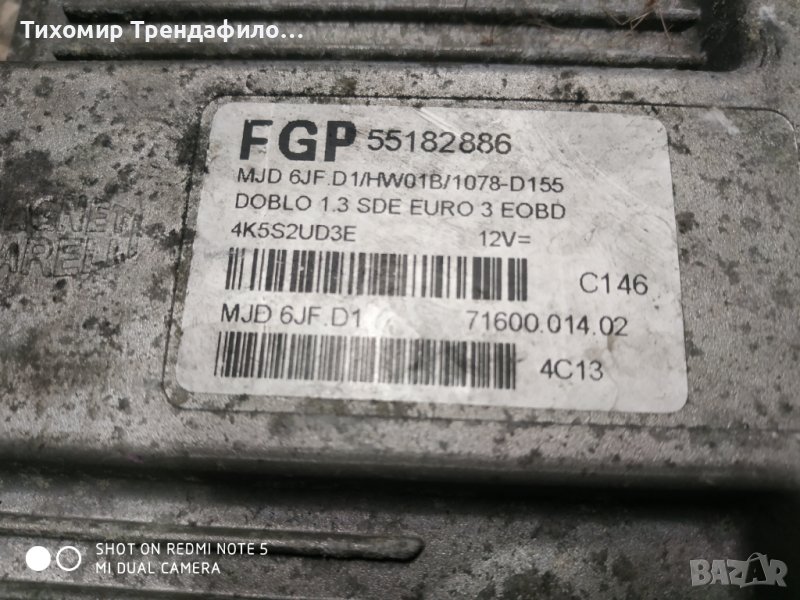 Тихомир Трендафило...
FGP 55182886
MJD 6JF.D1/HW01B/1078-D155
DOBLO 1.3 SDE EURO 3 EOBD
4K5S2UD3E 12V=
C146
MJD 6JF.D1 71600.014.02
4C13
SHOT ON REDMI NOTE 5
MI DUAL CAMERA
BAZAR